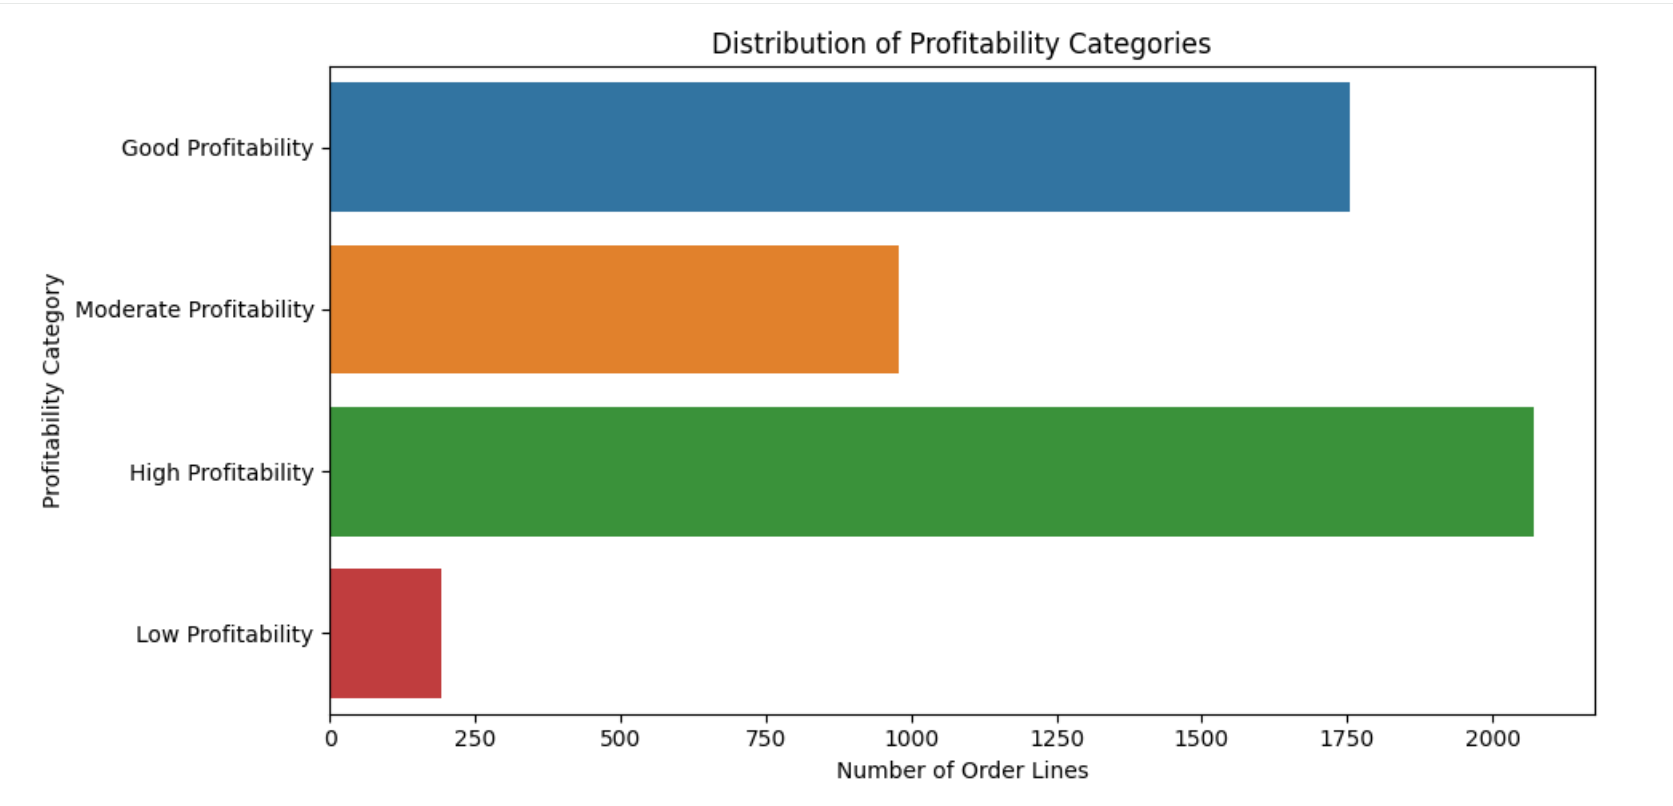 Distribution of Profitability Categories
Good Profitability
Moderate Profitability
High Profitability
Low Profitability
Profitability Category
0 250 500 750 1000 1250 1500 1750 2000
Number of Order Lines